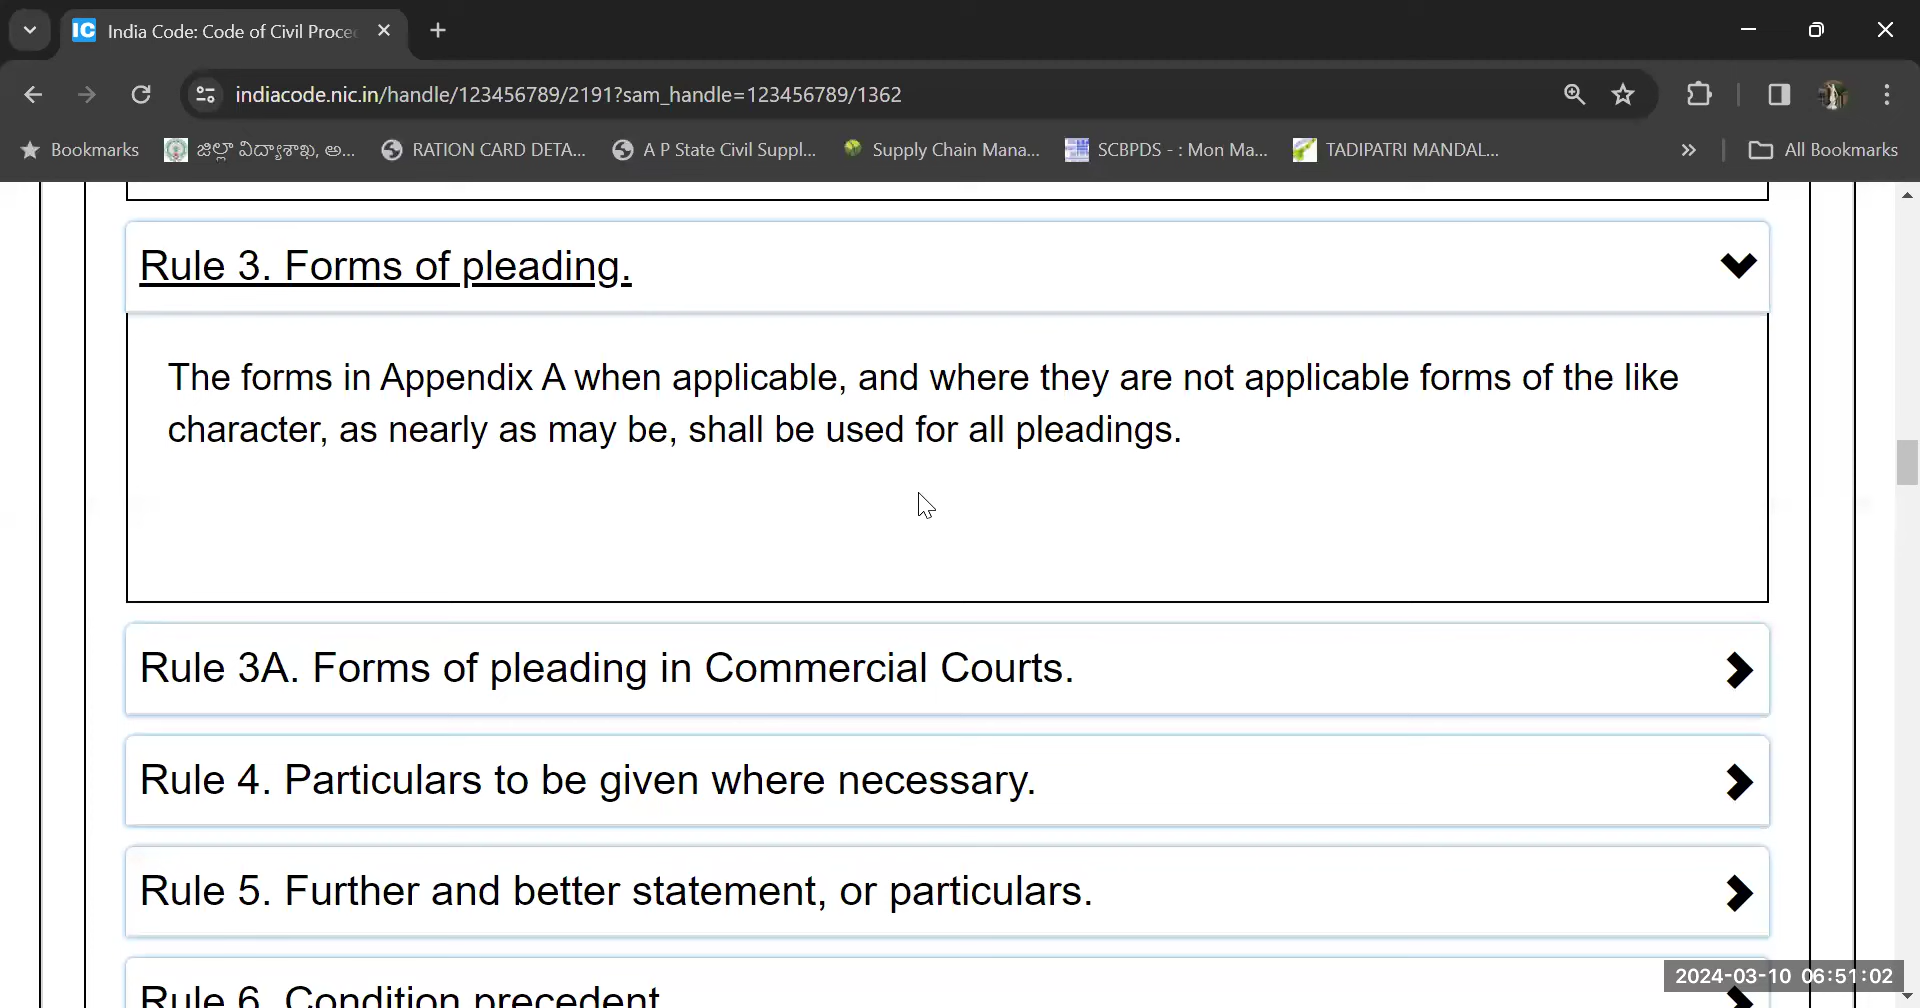 India Code: Code of Civil Proce
indiacode.nic.in/handle/123456789/2191?sam_handle=123456789/1362
Bookmarks
జిల్లా విద్యాశాఖ, అ...
RATION CARD DETA...
A P State Civil Suppl...
Supply Chain Mana...
SCBPDS - : Mon Ma...
TADIPATRI MANDAL...
All Bookmarks
Rule 3. Forms of pleading.
The forms in Appendix A when applicable, and where they are not applicable forms of the like
character, as nearly as may be, shall be used for all pleadings.
Rule 3A. Forms of pleading in Commercial Courts.
Rule 4. Particulars to be given where necessary.
Rule 5. Further and better statement, or particulars.
Rule 6. Condition precedent
2024-03-10 06:51:02